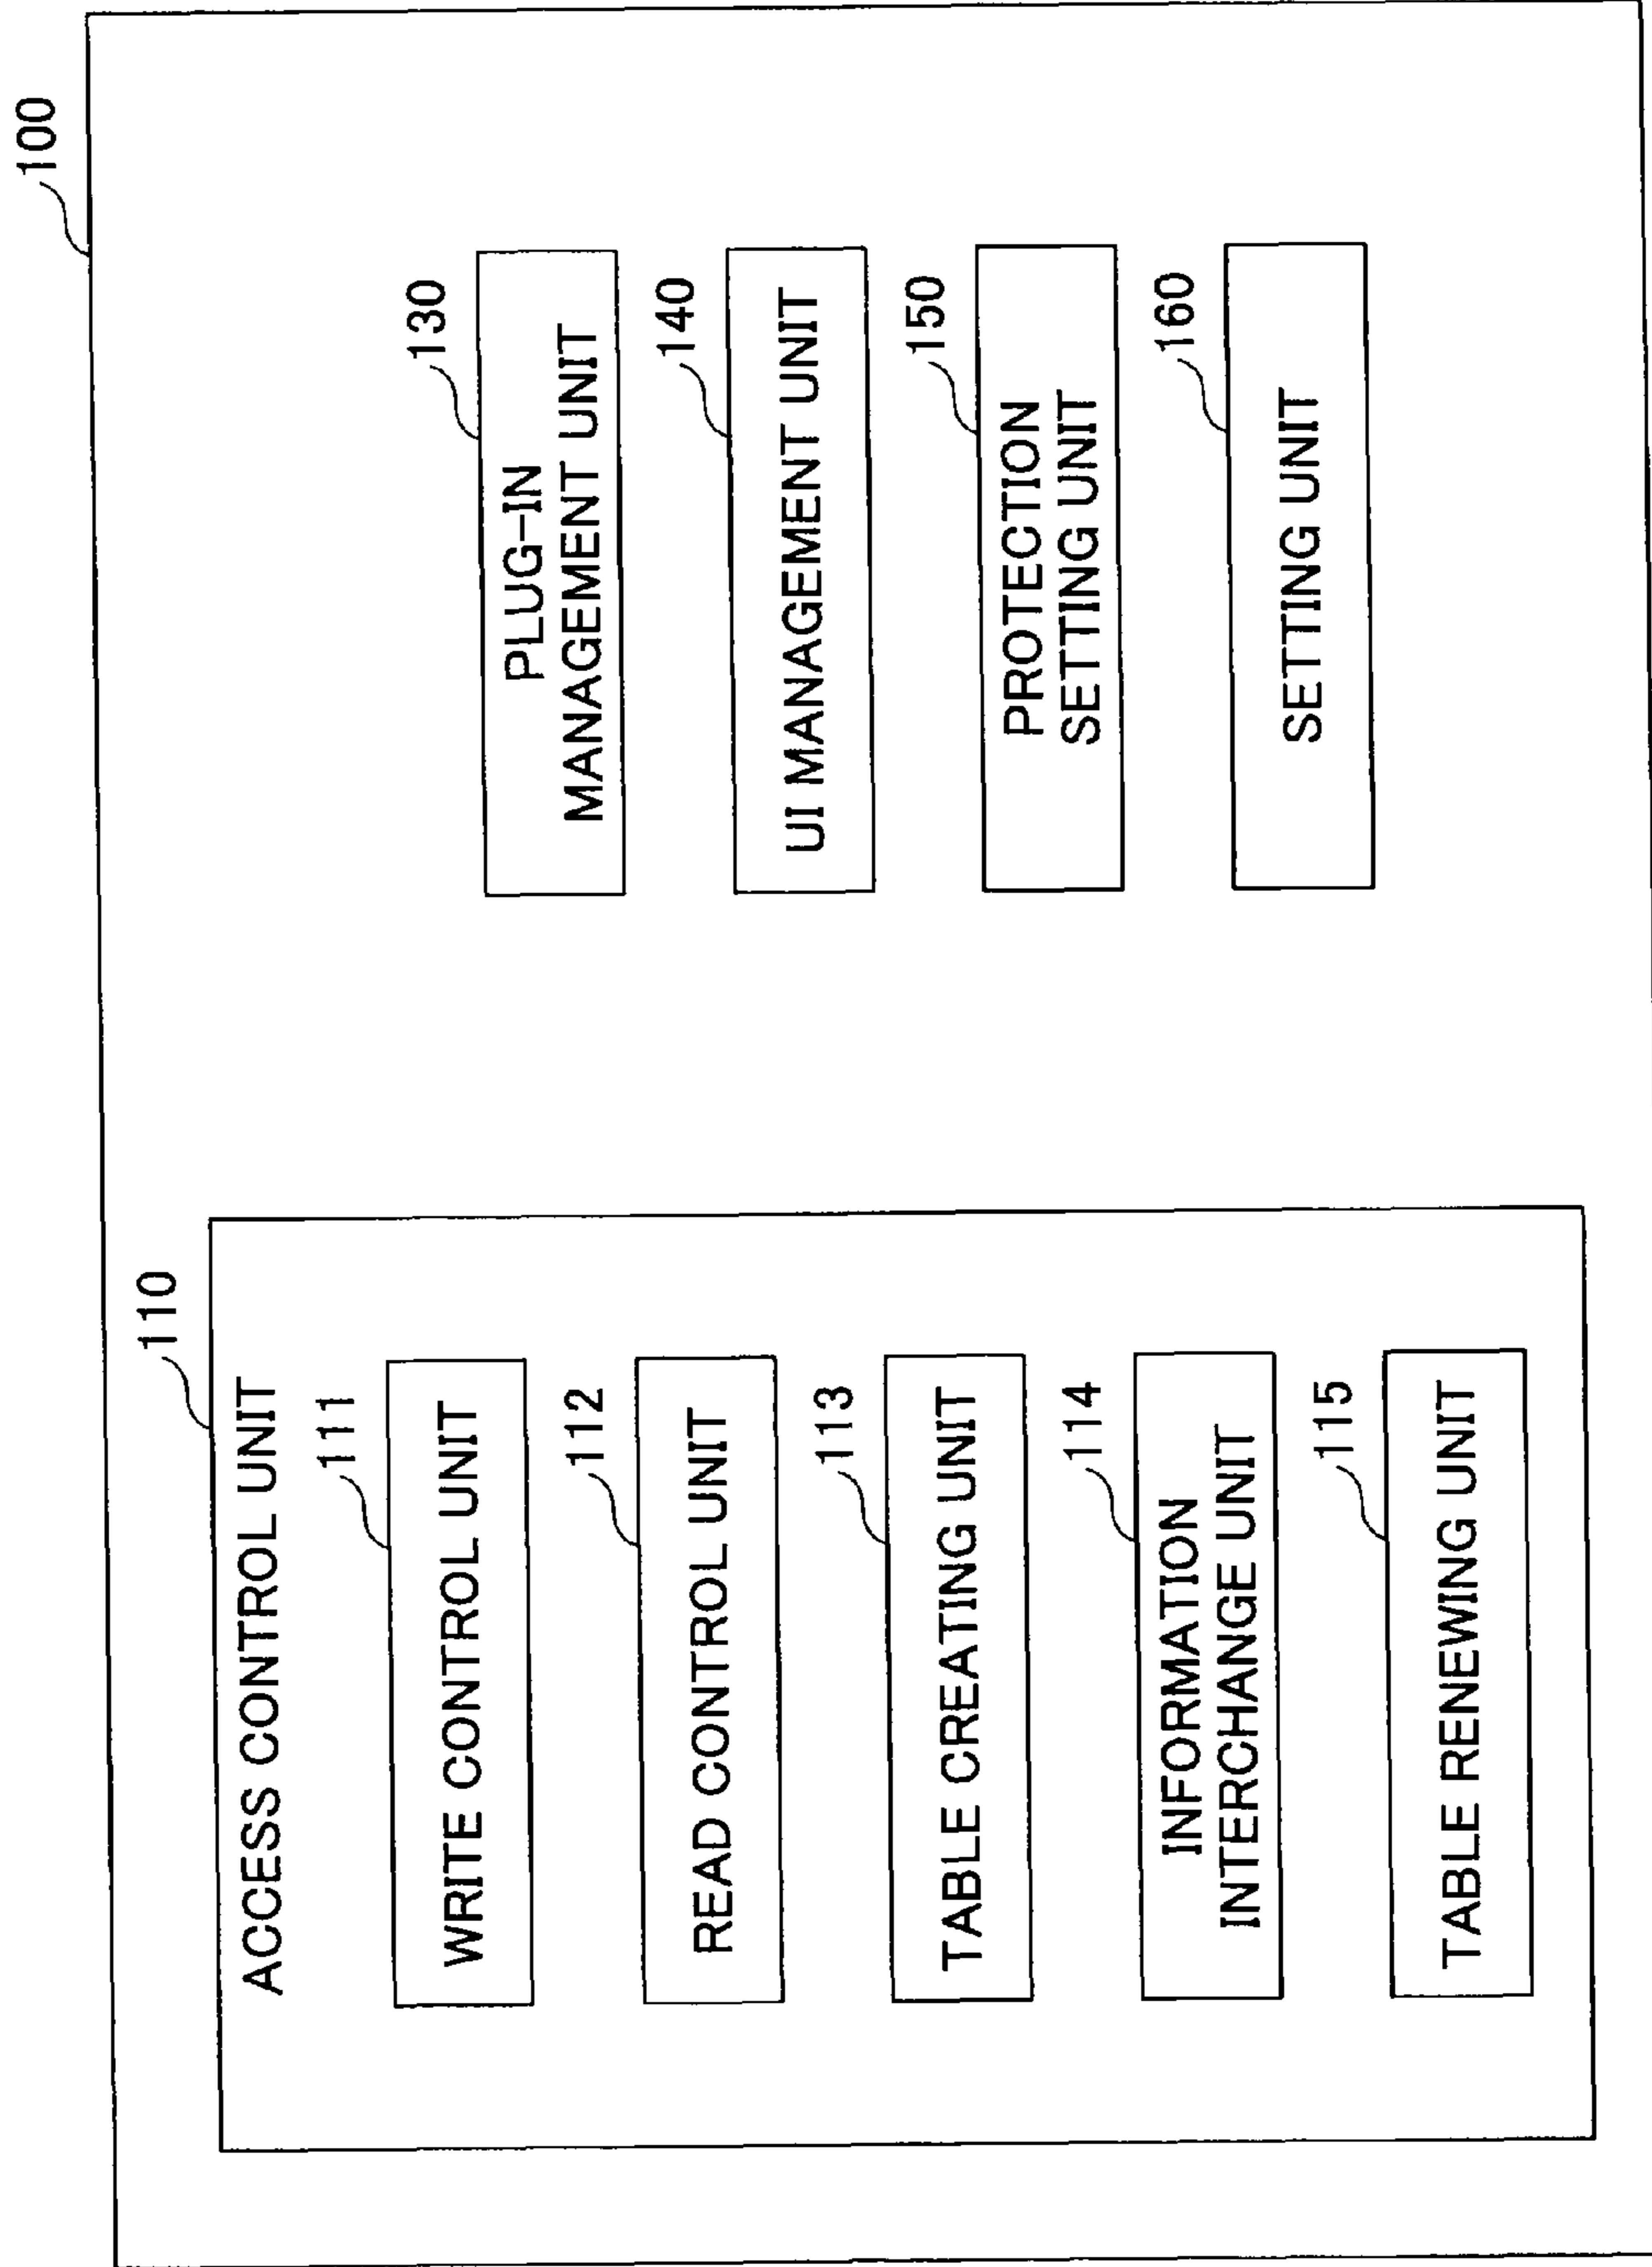 100
110
ACCESS CONTROL UNIT
111
WRITE CONTROL UNIT
112
READ CONTROL UNIT
113
TABLE CREATING UNIT
114
INFORMATION
INTERCHANGE UNIT
115
TABLE RENEWING UNIT
130
PLUG-IN
MANAGEMENT UNIT
140
UI MANAGEMENT UNIT
150
PROTECTION
SETTING UNIT
160
SETTING UNIT